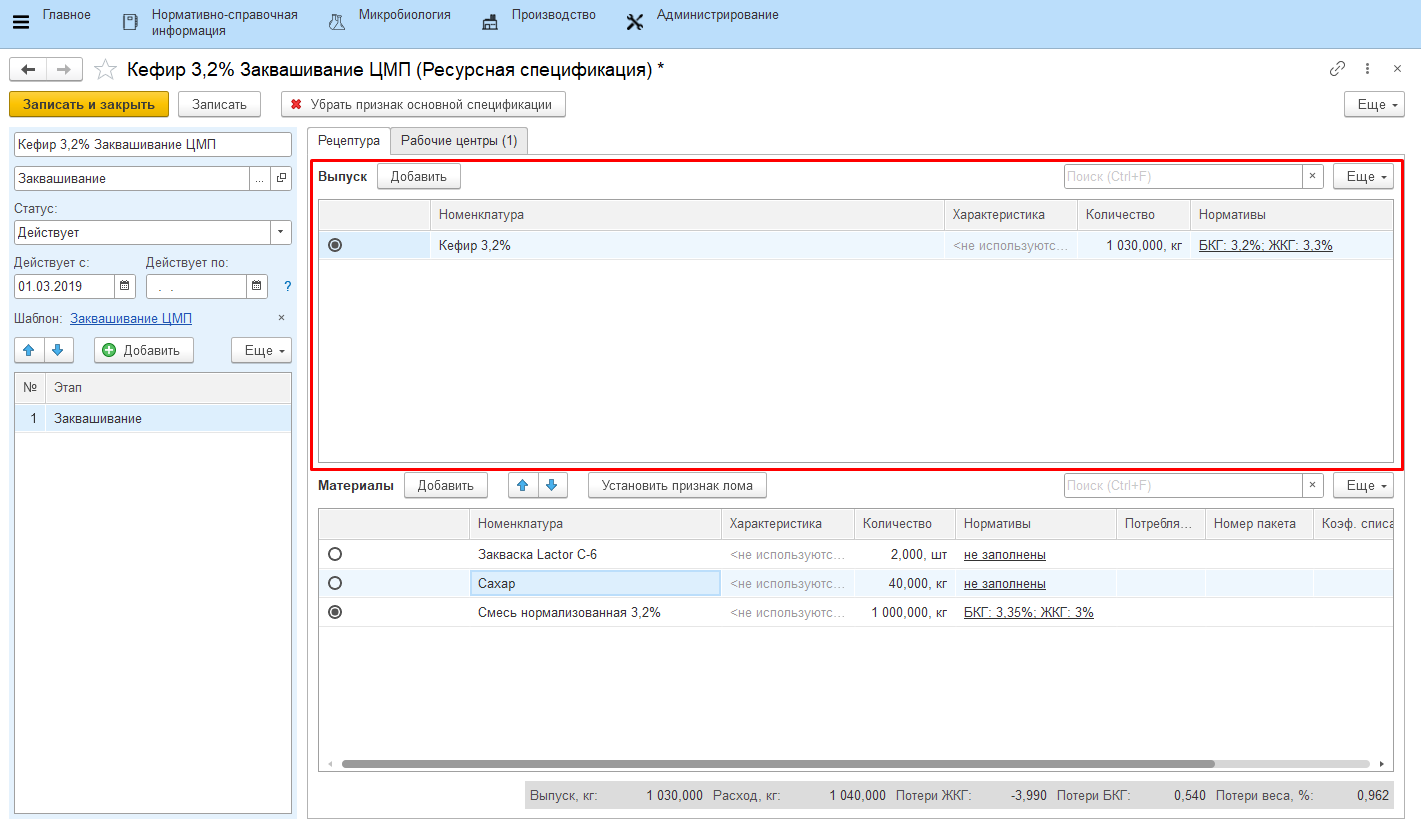 Главное
Нормативно-справочная
информация
Микробиология
Производство
Администрирование
Кефир 3,2% Заквашивание ЦМП (Ресурсная спецификация) *
Записать и закрыть
Записать
Убрать признак основной спецификации
Еще
Кефир 3,2% Заквашивание ЦМП
Заквашивание
...
Статус:
Действует
Действует с:
Действует по:
01.03.2019
. .
?
Шаблон: Заквашивание ЦМП
Добавить
Еще
№ Этап
1 Заквашивание
Рецептура
Рабочие центры (1)
Выпуск
Добавить
Поиск (Ctrl+F)
×
Еще
Номенклатура Характеристика Количество Нормативы
Кефир 3,2% <не используютс... 1 030,000, кг БКГ: 3,2%; ЖКГ: 3,3%
Материалы
Добавить
Установить признак лома
Поиск (Ctrl+F)
×
Еще
Номенклатура Характеристика Количество Нормативы Потребля... Номер пакета Коэф. списа
Закваска Lactor C-6 <не используютс... 2,000, шт не заполнены
Сахар <не используютс... 40,000, кг не заполнены
Смесь нормализованная 3,2% <не используютс... 1 000,000, кг БКГ: 3,35%; ЖКГ: 3%
Выпуск, кг: 1 030,000 Расход, кг: 1 040,000 Потери ЖКГ: -3,990 Потери БКГ: 0,540 Потери веса, %: 0,962